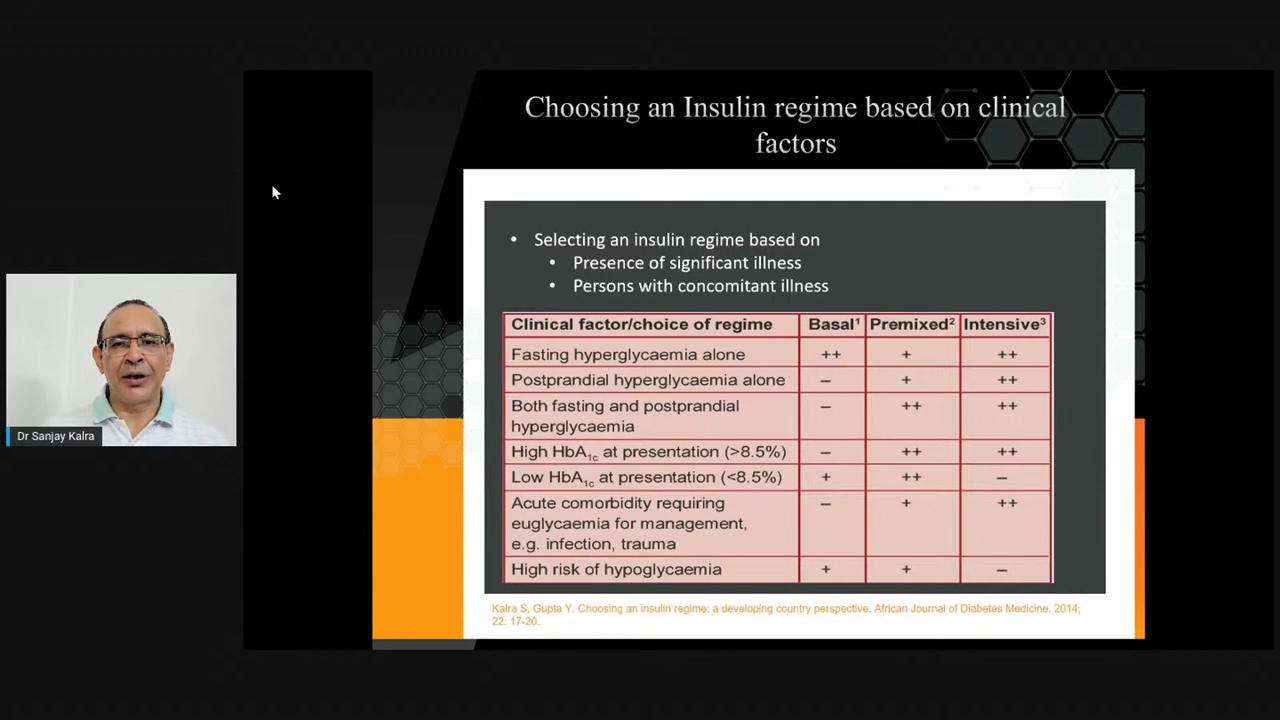 Choosing an Insulin regime based on clinical
factors
• Selecting an insulin regime based on
• Presence of significant illness
• Persons with concomitant illness
Clinical factor/choice of regime Basal¹ Premixed² Intensive³
Fasting hyperglycaemia alone ++ + ++
Postprandial hyperglycaemia alone – + ++
Both fasting and postprandial
hyperglycaemia – ++ ++
High HbA1c at presentation (>8.5%) – ++ ++
Low HbA1c at presentation (<8.5%) + ++ –
Acute comorbidity requiring
euglycaemia for management,
e.g. infection, trauma – + ++
High risk of hypoglycaemia + + –
Kalra S, Gupta Y. Choosing an insulin regime: a developing country perspective. African Journal of Diabetes Medicine. 2014;
22: 17-20.
Dr Sanjay Kalra